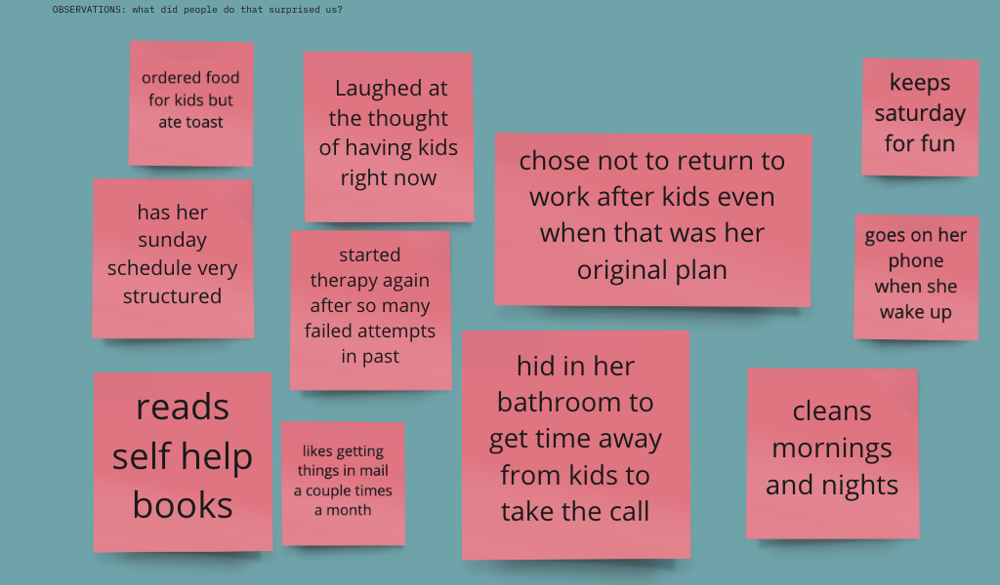 OBSERVATIONS: what did people do that surprised us?
ordered food
for kids but
ate toast
Laughed at
the thought
of having kids
right now
chose not to return to
work after kids even
when that was her
original plan
keeps
saturday
for fun
has her
sunday
schedule very
structured
started
therapy again
after so many
failed attempts
in past
goes on her
phone
when she
wake up
reads
self help
books
likes getting
things in mail
a couple times
a month
hid in her
bathroom to
get time away
from kids to
take the call
cleans
mornings
and nights